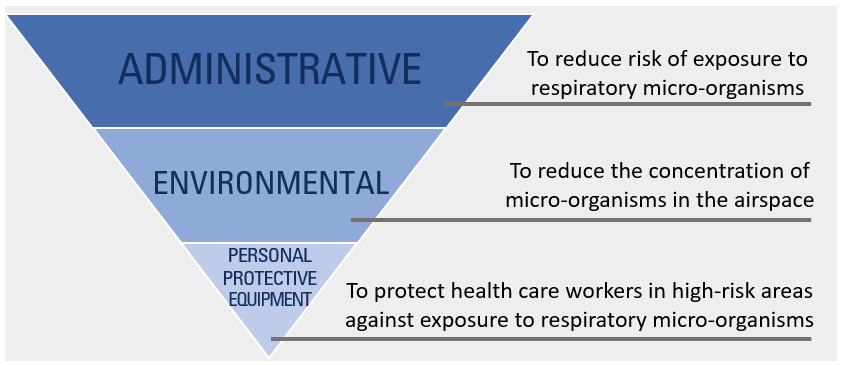 ADMINISTRATIVE
To reduce risk of exposure to
respiratory micro-organisms
ENVIRONMENTAL
To reduce the concentration of
micro-organisms in the airspace
PERSONAL
PROTECTIVE
EQUIPMENT
To protect health care workers in high-risk areas
against exposure to respiratory micro-organisms